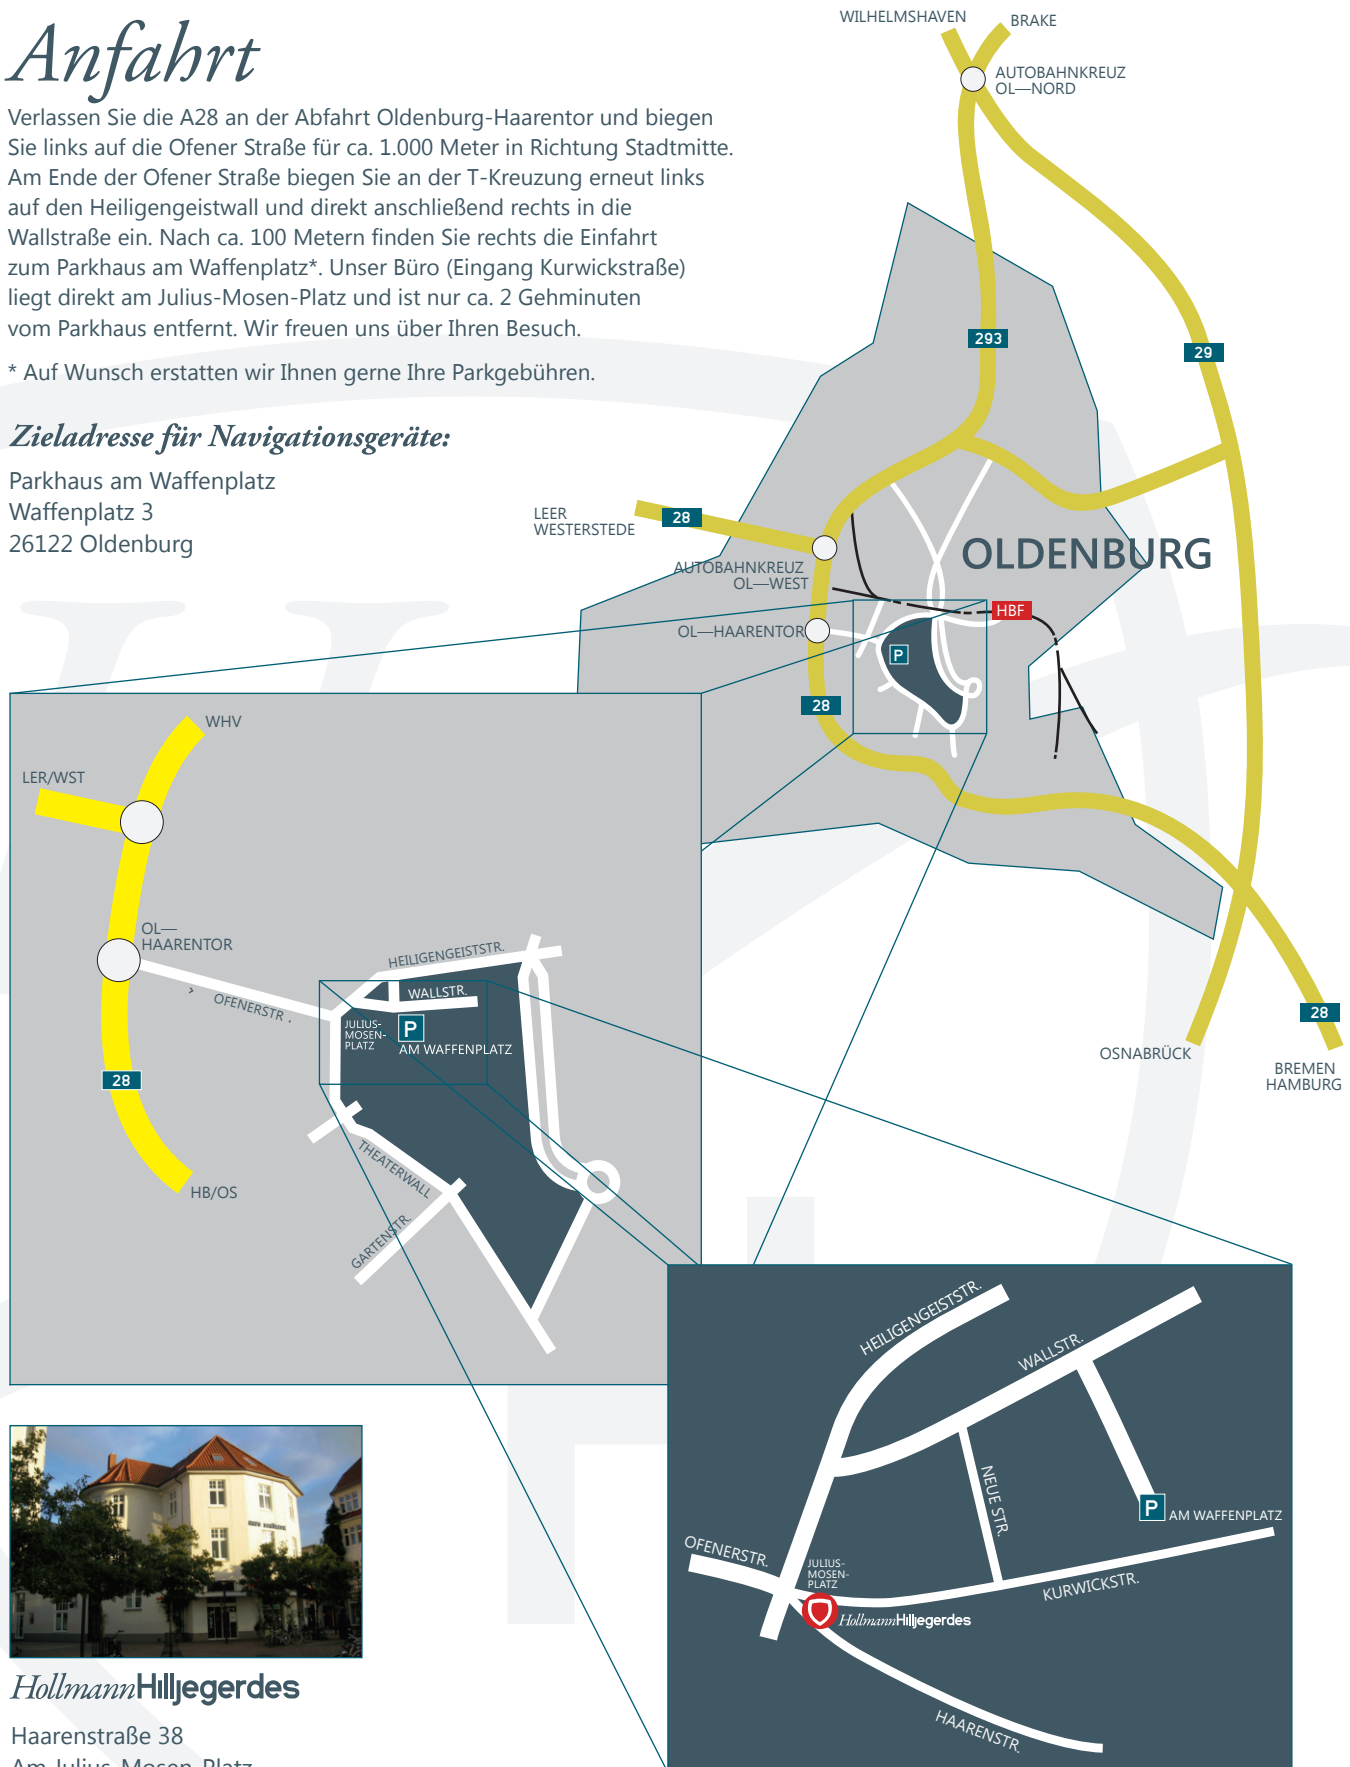 Anfahrt
Verlassen Sie die A28 an der Abfahrt Oldenburg-Haarentor und biegen
Sie links auf die Ofener Straße für ca. 1.000 Meter in Richtung Stadtmitte.
Am Ende der Ofener Straße biegen Sie an der T-Kreuzung erneut links
auf den Heiligengeistwall und direkt anschließend rechts in die
Wallstraße ein. Nach ca. 100 Metern finden Sie rechts die Einfahrt
zum Parkhaus am Waffenplatz*. Unser Büro (Eingang Kurwickstraße)
liegt direkt am Julius-Mosen-Platz und ist nur ca. 2 Gehminuten
vom Parkhaus entfernt. Wir freuen uns über Ihren Besuch.
* Auf Wunsch erstatten wir Ihnen gerne Ihre Parkgebühren.
Zieladresse für Navigationsgeräte:
Parkhaus am Waffenplatz
Waffenplatz 3
26122 Oldenburg
WILHELMSHAVEN
BRAKE
AUTOBAHNKREUZ
OL—NORD
293
29
LEER
WESTERSTEDE
28
AUTOBAHNKREUZ
OL—WEST
OLDENBURG
HBF
OL—HAARENTOR
P
28
28
OSNABRÜCK
BREMEN
HAMBURG
WHV
LER/WST
OL—
HAARENTOR
OFENERSTR.
HEILIGENGEISTSTR.
WALLSTR.
JULIUS-
MOSEN-
PLATZ
P
AM WAFFENPLATZ
28
THEATERWALL
GARTENSTR.
HB/OS
HEILIGENGEISTSTR.
WALLSTR.
NEUE STR.
P
AM WAFFENPLATZ
OFENERSTR.
JULIUS-
MOSEN-
PLATZ
KURWICKSTR.
HollmannHilljegerdes
HAARENSTR.
HollmannHilljegerdes
Haarenstraße 38
Am Julius-Mosen-Platz